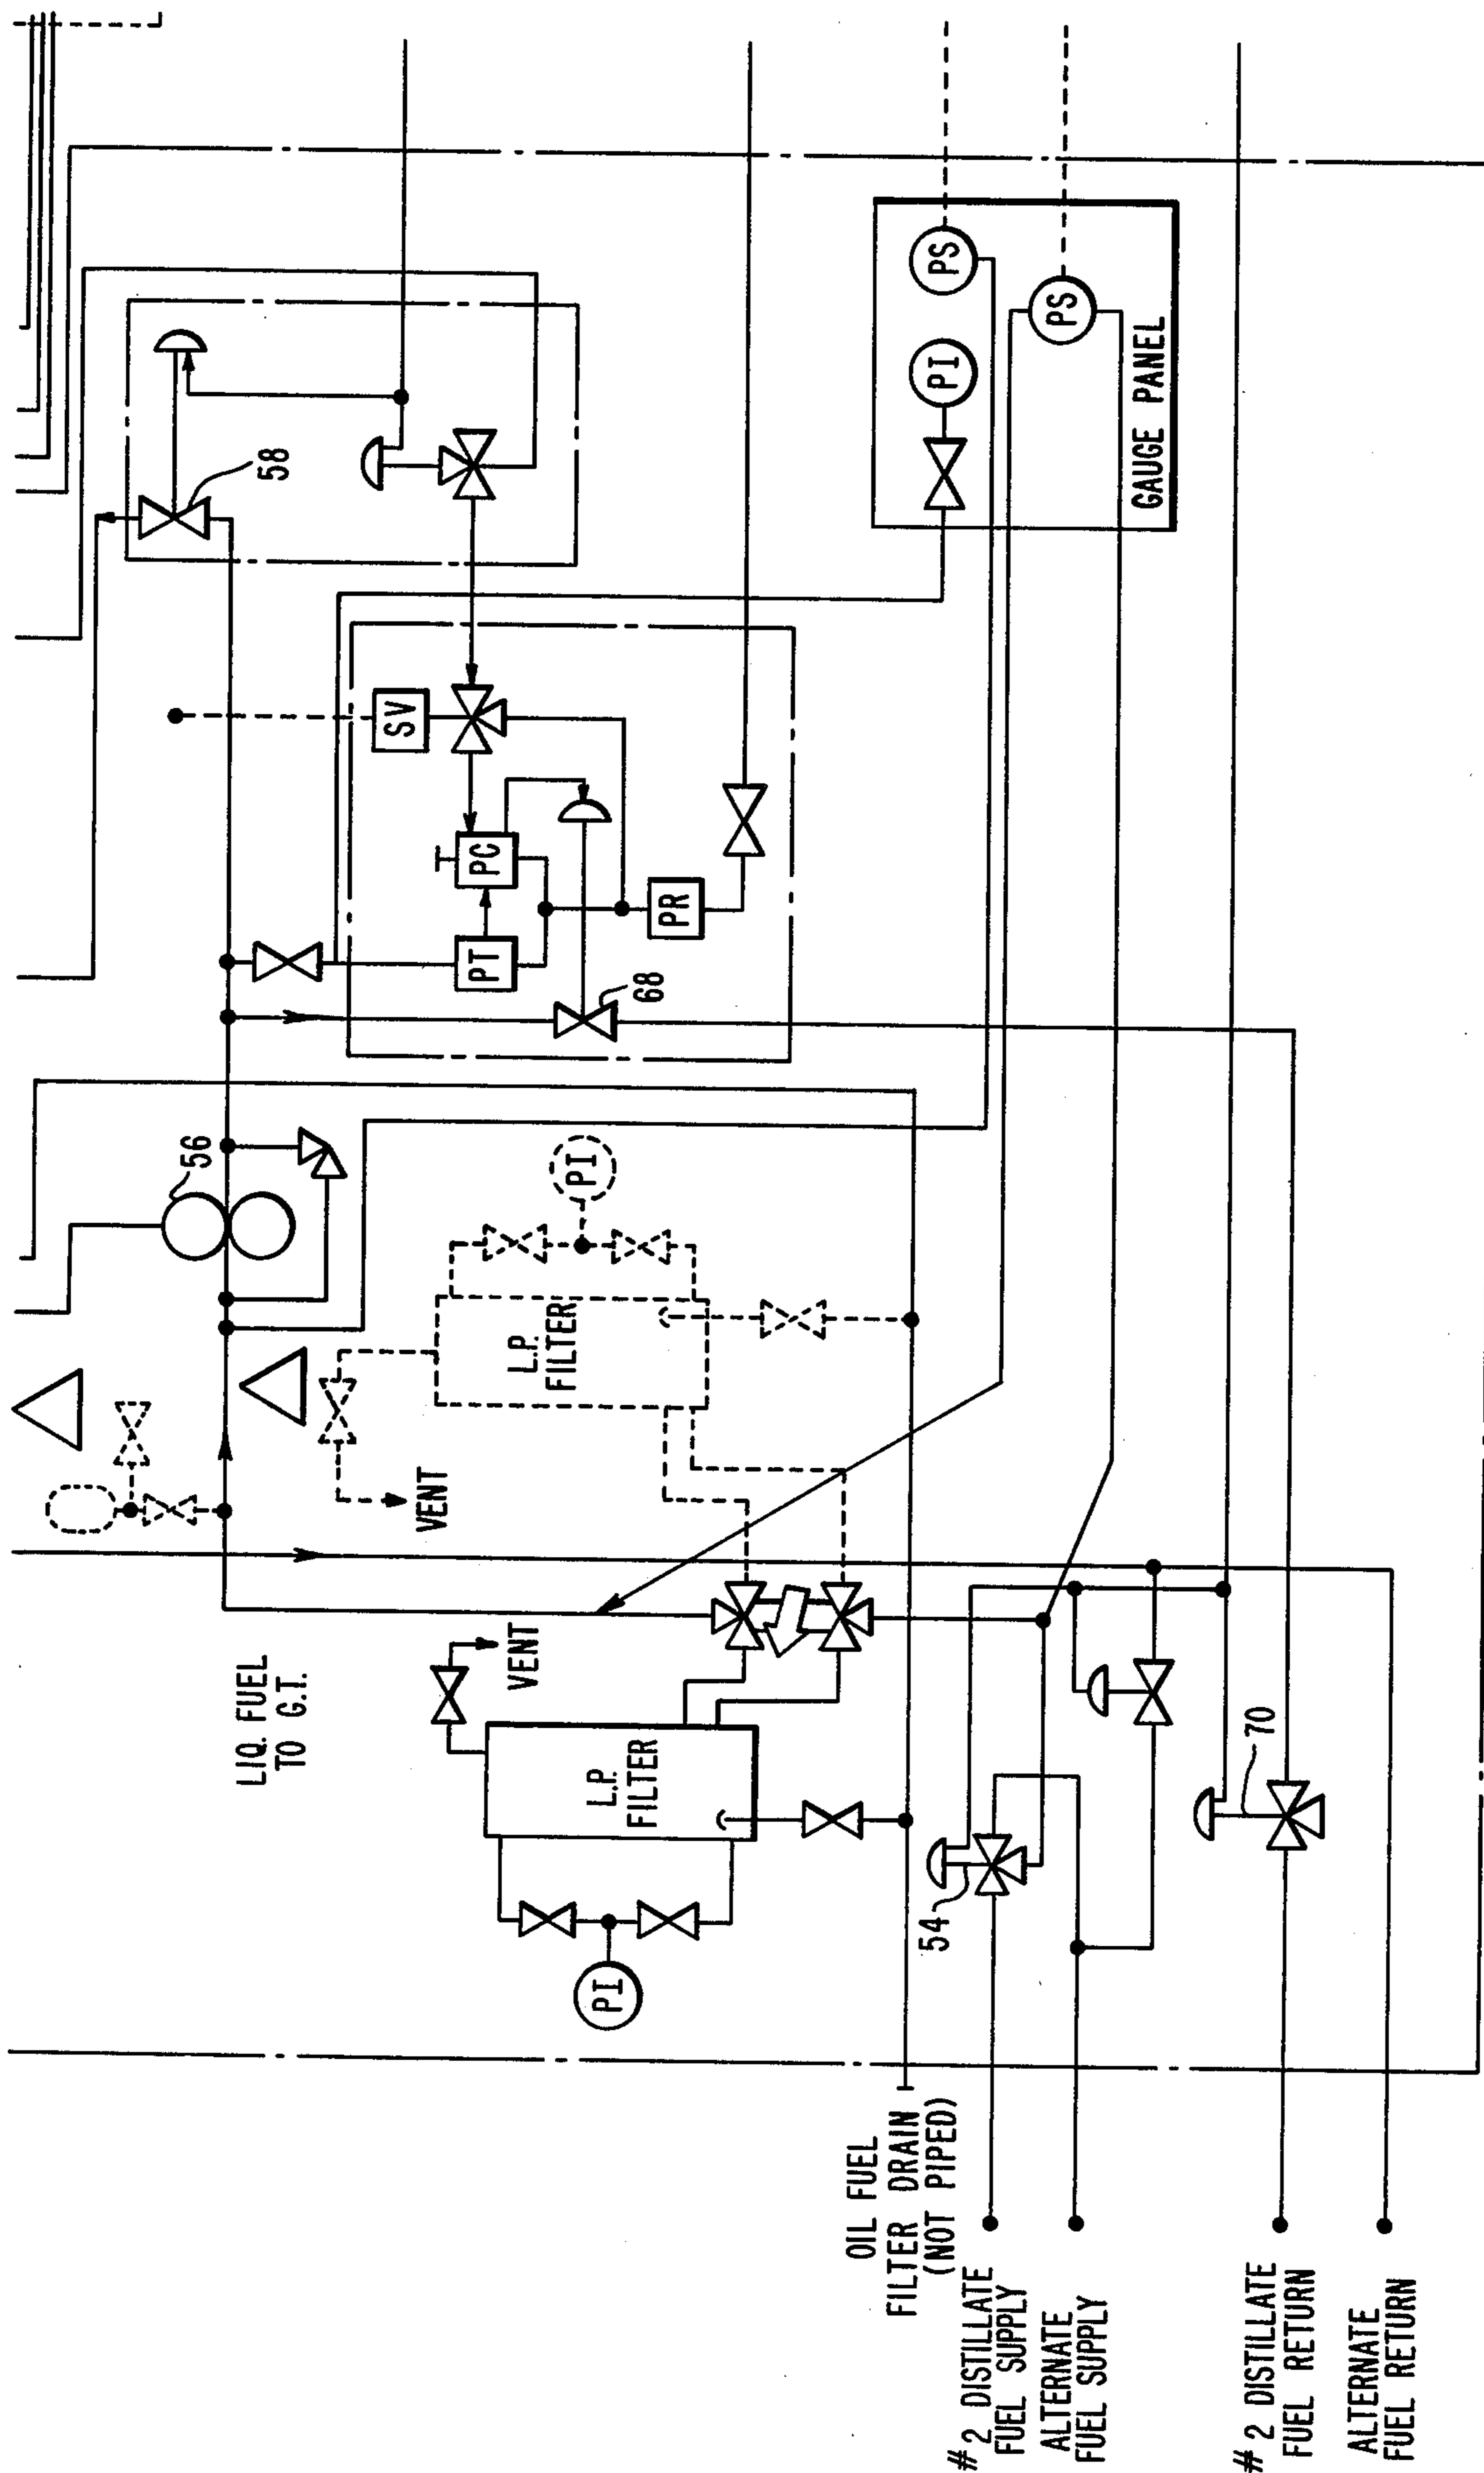 58
PS
PS
PI
GAUGE PANEL
SV
PC
PT
PR
68
56
PI
L.P.
FILTER
VENT
LIQ. FUEL
TO G.T.
VENT
L.P.
FILTER
PI
54
70
OIL FUEL
FILTER DRAIN
(NOT PIPED)
#2 DISTILLATE
FUEL SUPPLY
ALTERNATE
FUEL SUPPLY
#2 DISTILLATE
FUEL RETURN
ALTERNATE
FUEL RETURN